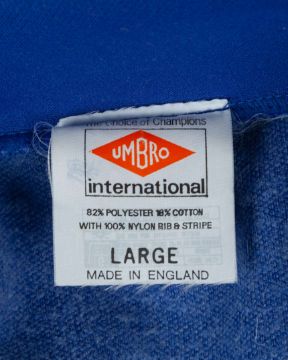 The Choice of Champions
UMBRO
international
82% POLYESTER 18% COTTON
WITH 100% NYLON RIB & STRIPE
LARGE
MADE IN ENGLAND